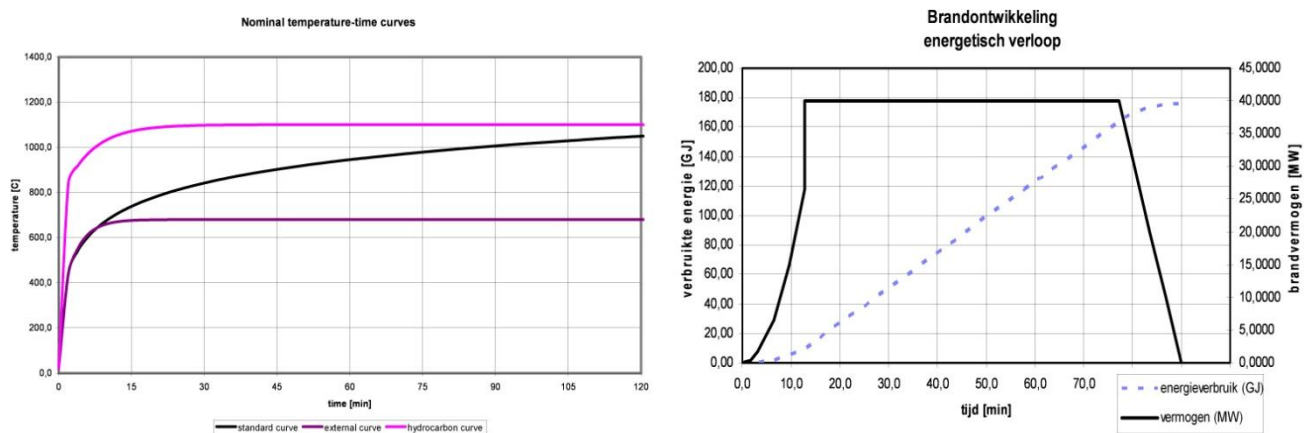 Nominal temperature-time curves
1400,0
1200,0
1000,0
800,0
600,0
400,0
200,0
0,0
temperature [C]
0 15 30 45 60 75 90 105 120
time [min]
standard curve external curve hydrocarbon curve
Brandontwikkeling
energetisch verloop
200,00
180,00
160,00
140,00
120,00
100,00
80,00
60,00
40,00
20,00
0,00
verbruikte energie [GJ]
45,0000
40,0000
35,0000
30,0000
25,0000
20,0000
15,0000
10,0000
5,0000
0,0000
brandvermogen [MW]
0,0 10,0 20,0 30,0 40,0 50,0 60,0 70,0
tijd [min]
energieverbruik (GJ)
vermogen (MW)